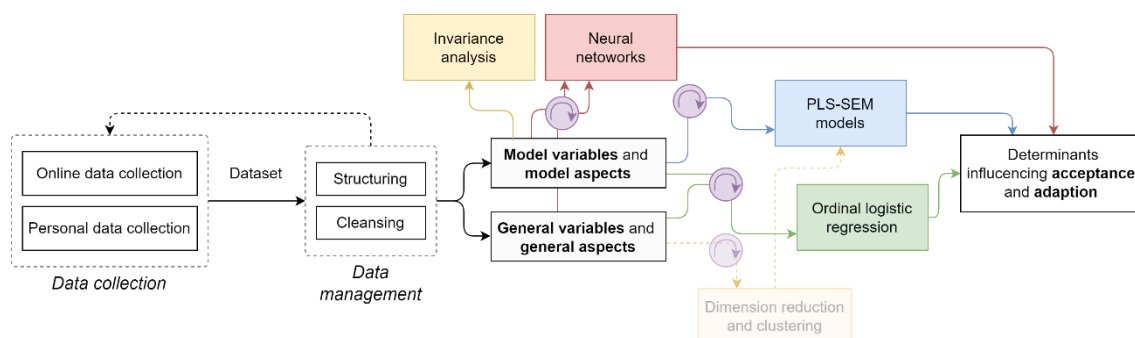 Invariance
analysis
Neural
netoworks
PLS-SEM
models
Online data collection
Personal data collection
Data collection
Dataset
Structuring
Cleansing
Data
management
Model variables and
model aspects
General variables and
general aspects
Determinants
influcencing acceptance
and adaption
Ordinal logistic
regression
Dimension reduction
and clustering